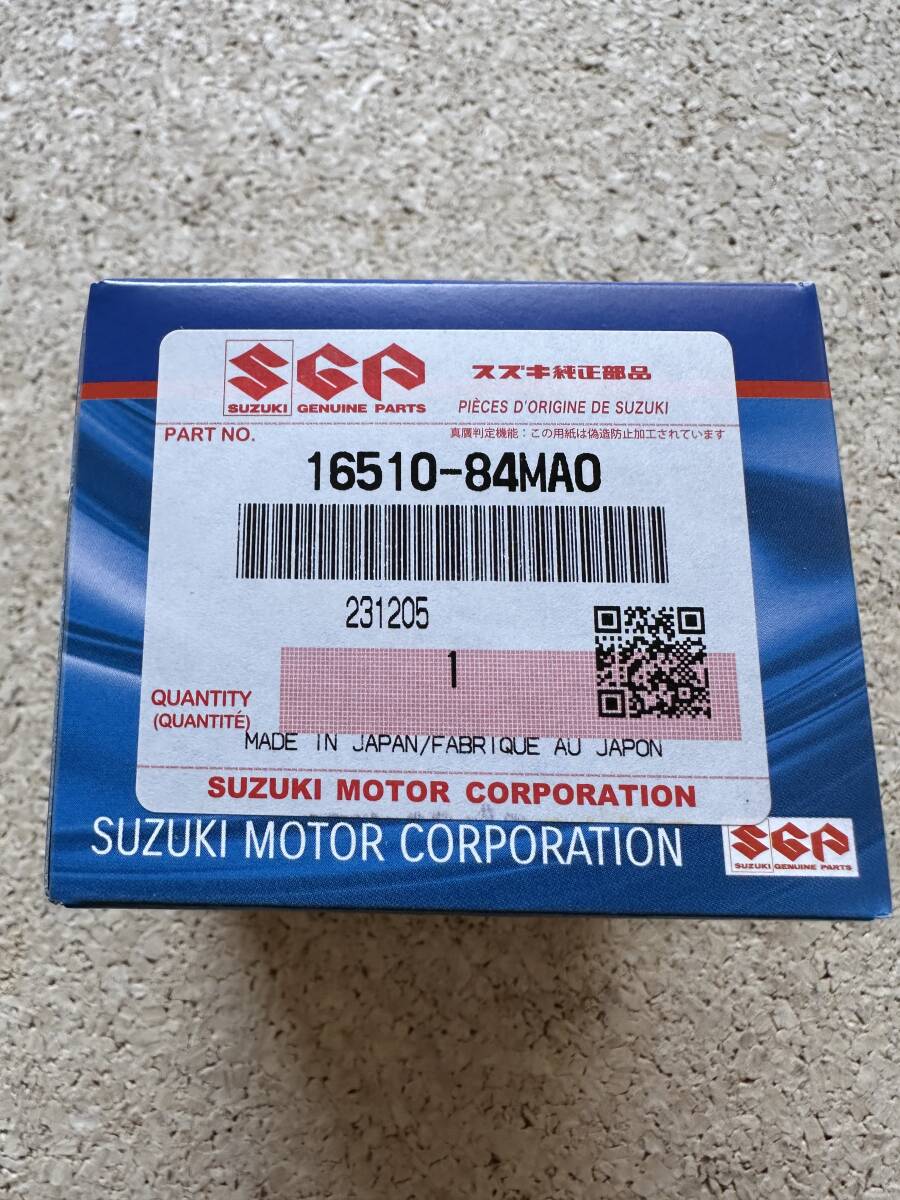 SGP
スズキ純正部品
SUZUKI GENUINE PARTS
PIÈCES D'ORIGINE DE SUZUKI
PART NO.
真贋判定機能：この用紙は偽造防止加工されています
16510-84MA0
231205
1
QUANTITY
(QUANTITÉ)
MADE IN JAPAN/FABRIQUE AU JAPON
SUZUKI MOTOR CORPORATION
SUZUKI MOTOR CORPORATION
SGP
SUZUKI GENUINE PARTS